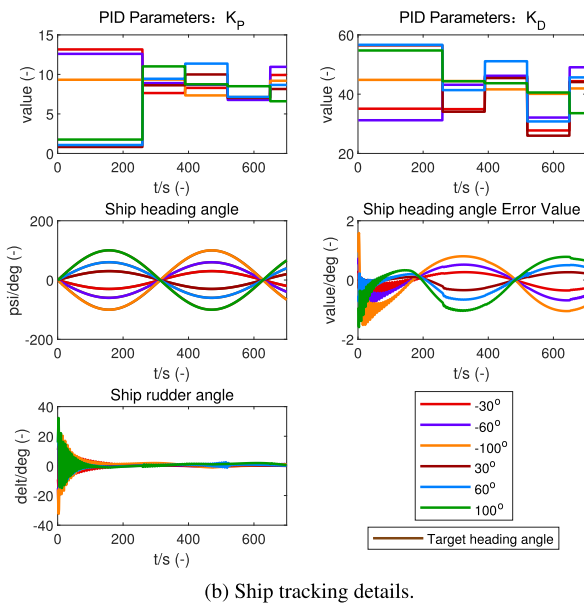 PID Parameters：K_P
PID Parameters：K_D
15
10
5
0
value (-)
0
200
400
600
t/s (-)
60
40
20
value (-)
0
200
400
600
t/s (-)
Ship heading angle
Ship heading angle Error Value
200
0
-200
psi/deg (-)
0
200
400
600
t/s (-)
2
0
-2
value/deg (-)
0
200
400
600
t/s (-)
Ship rudder angle
40
20
0
-20
-40
delt/deg (-)
0
200
400
600
t/s (-)
-30°
-60°
-100°
30°
60°
100°
Target heading angle
(b) Ship tracking details.